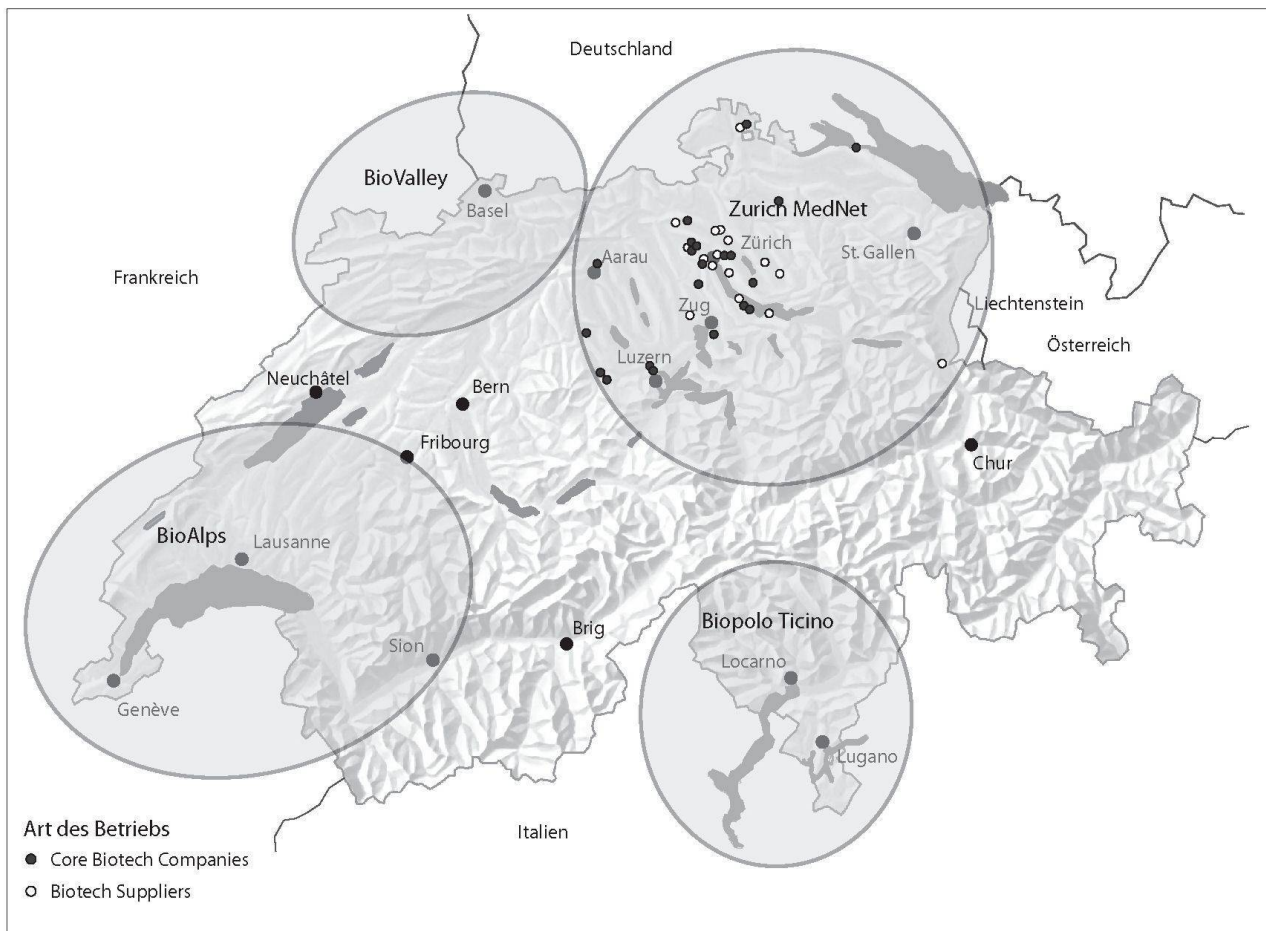 Deutschland
BioValley
Basel
Zurich MedNet
Zürich
St. Gallen
Aarau
Frankreich
Liechtenstein
Zug
Österreich
Luzern
Neuchâtel
Bern
Fribourg
Chur
BioAlps
Lausanne
Biopolo Ticino
Brig
Sion
Locarno
Genève
Lugano
Italien
Art des Betriebs
Core Biotech Companies
Biotech Suppliers